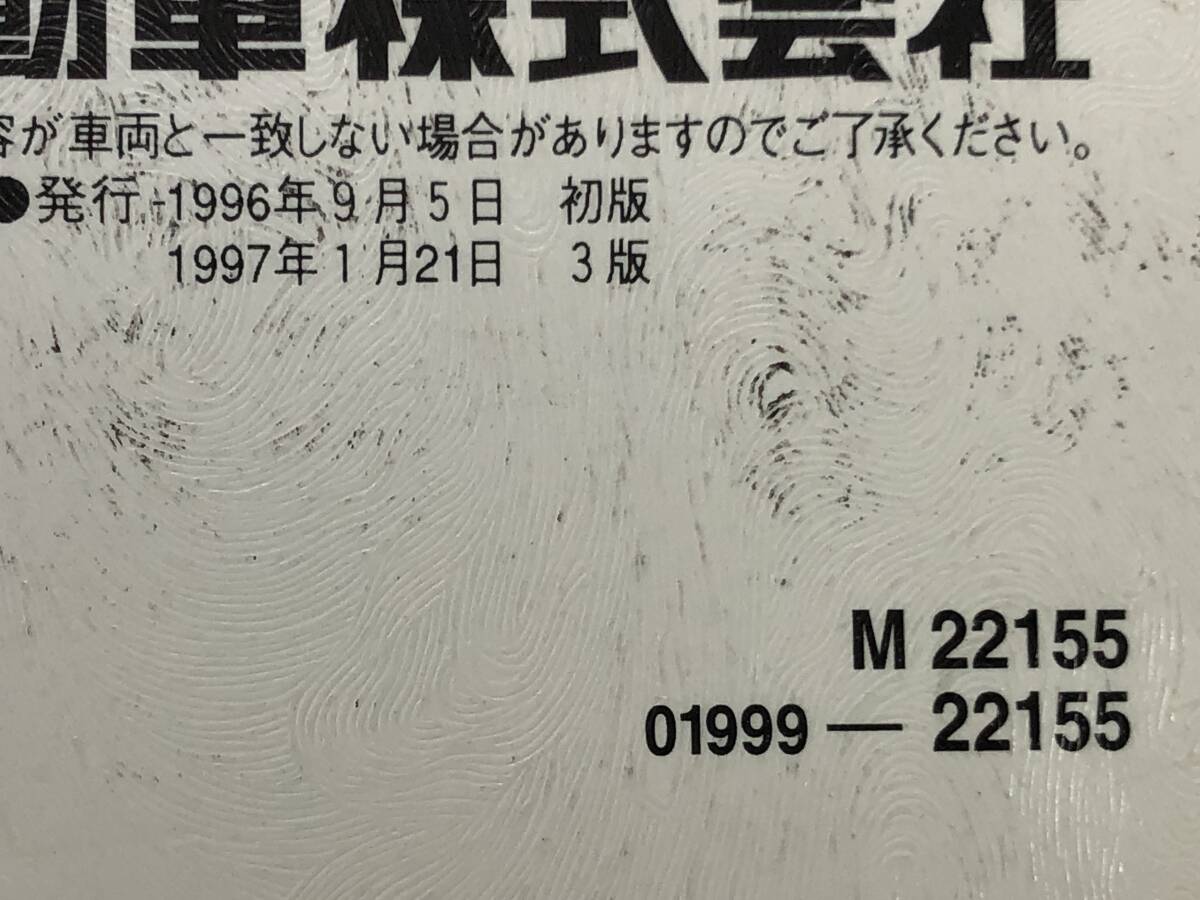 動車株式会社
容が車両と一致しない場合がありますのでご了承ください。
●発行-1996年9月5日 初版
1997年1月21日 3版
M 22155
01999 — 22155